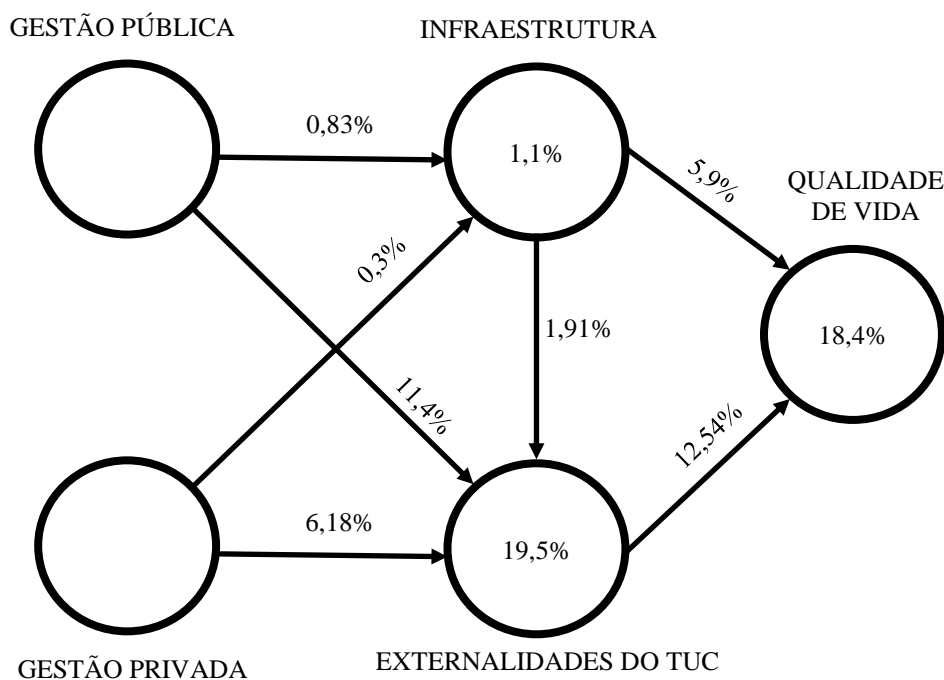 GESTÃO PÚBLICA
INFRAESTRUTURA
0,83%
1,1%
5,9%
QUALIDADE
DE VIDA
0,3%
1,91%
18,4%
11,4%
12,54%
6,18%
19,5%
GESTÃO PRIVADA
EXTERNALIDADES DO TUC